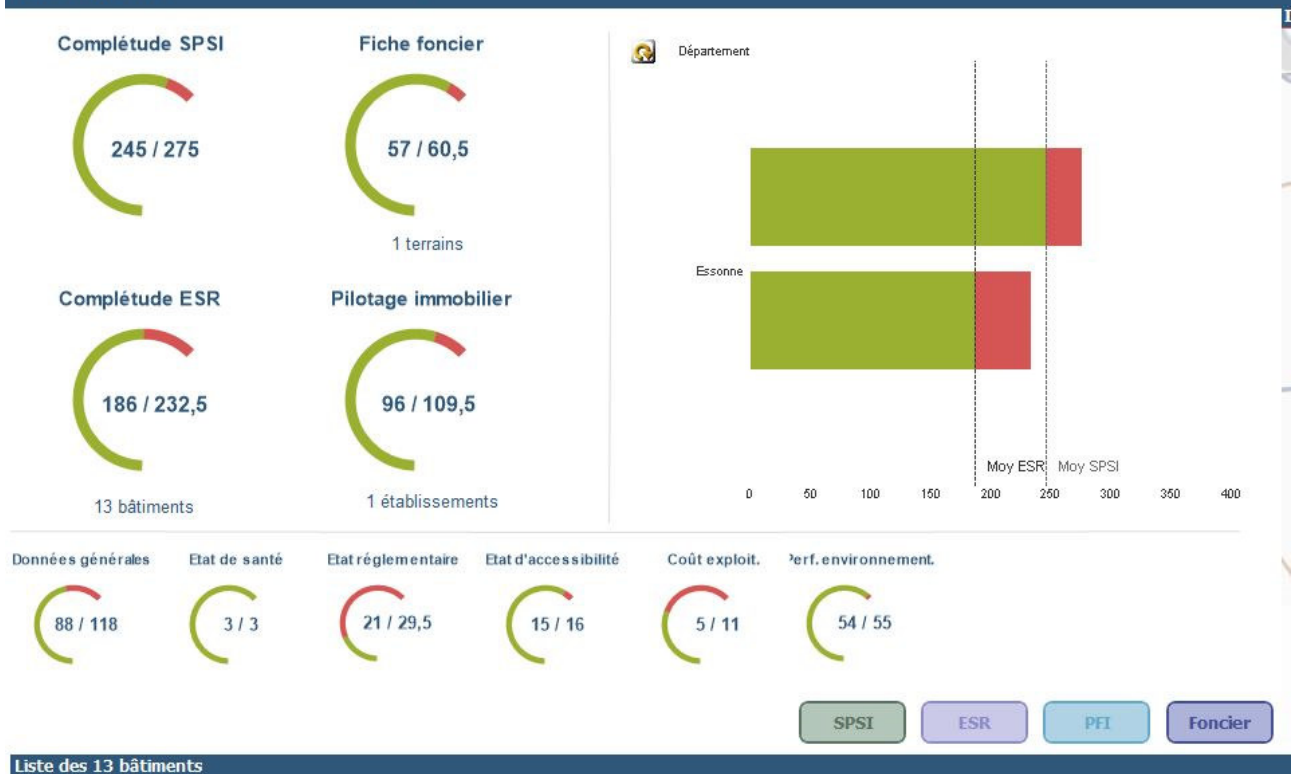 Complétude SPSI
245 / 275
Fiche foncier
57 / 60,5
1 terrains
Complétude ESR
186 / 232,5
13 bâtiments
Pilotage immobilier
96 / 109,5
1 établissements
Département
Essonne
Moy ESR
Moy SPSI
0 50 100 150 200 250 300 350 400
Données générales
88 / 118
Etat de santé
3 / 3
Etat réglementaire
21 / 29,5
Etat d'accessibilité
15 / 16
Coût exploit.
5 / 11
Perf. environnement.
54 / 55
SPSI
ESR
PFI
Foncier
Liste des 13 bâtiments